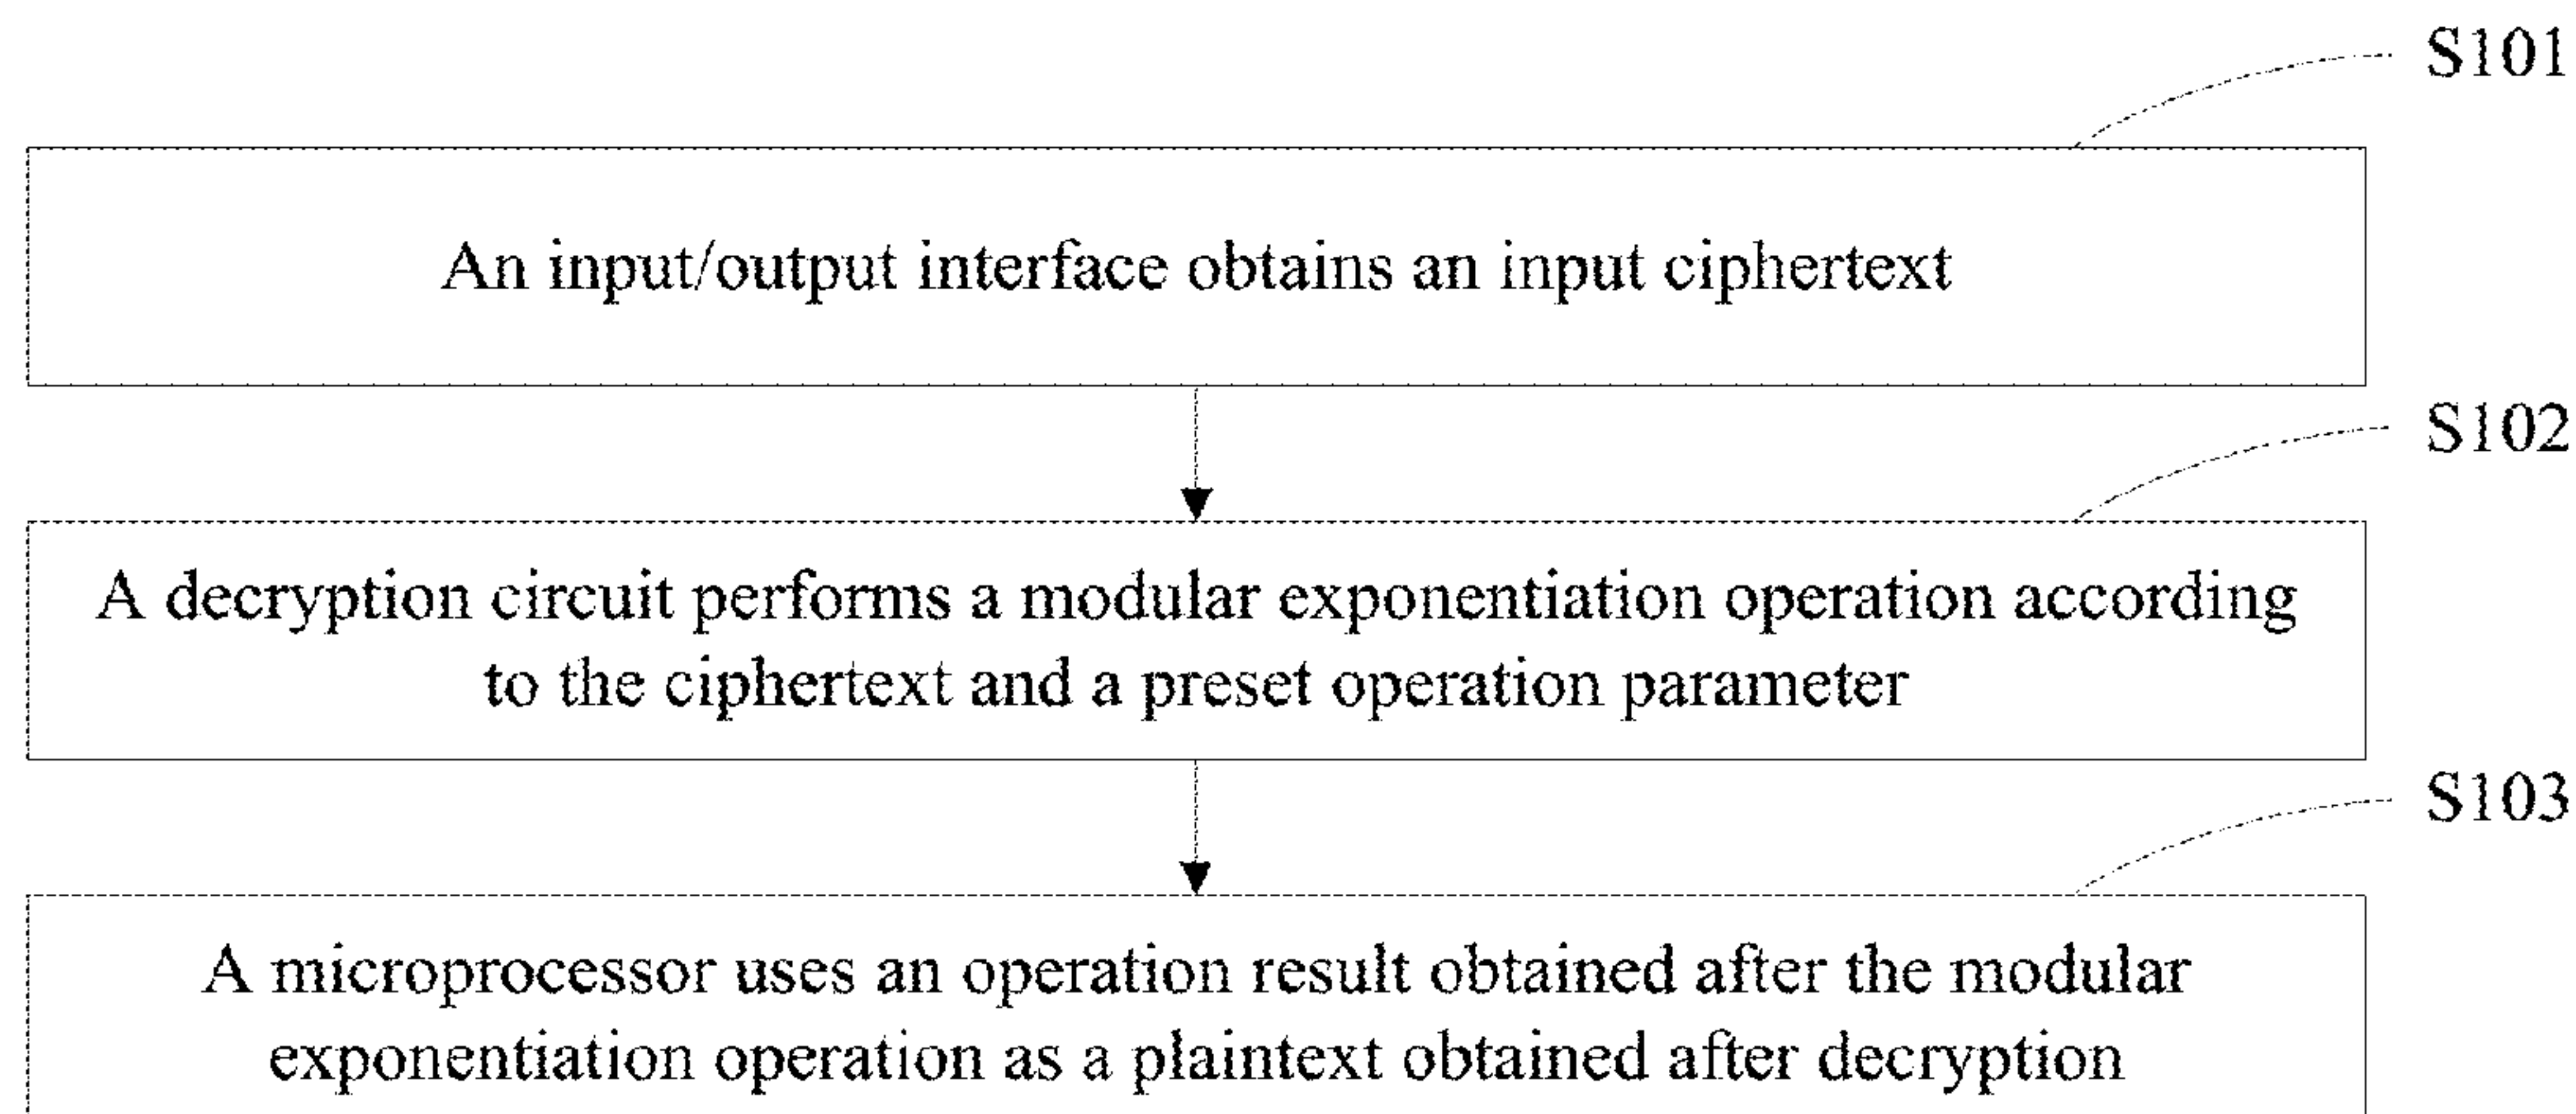 S101
An input/output interface obtains an input ciphertext
S102
A decryption circuit performs a modular exponentiation operation according
to the ciphertext and a preset operation parameter
S103
A microprocessor uses an operation result obtained after the modular
exponentiation operation as a plaintext obtained after decryption